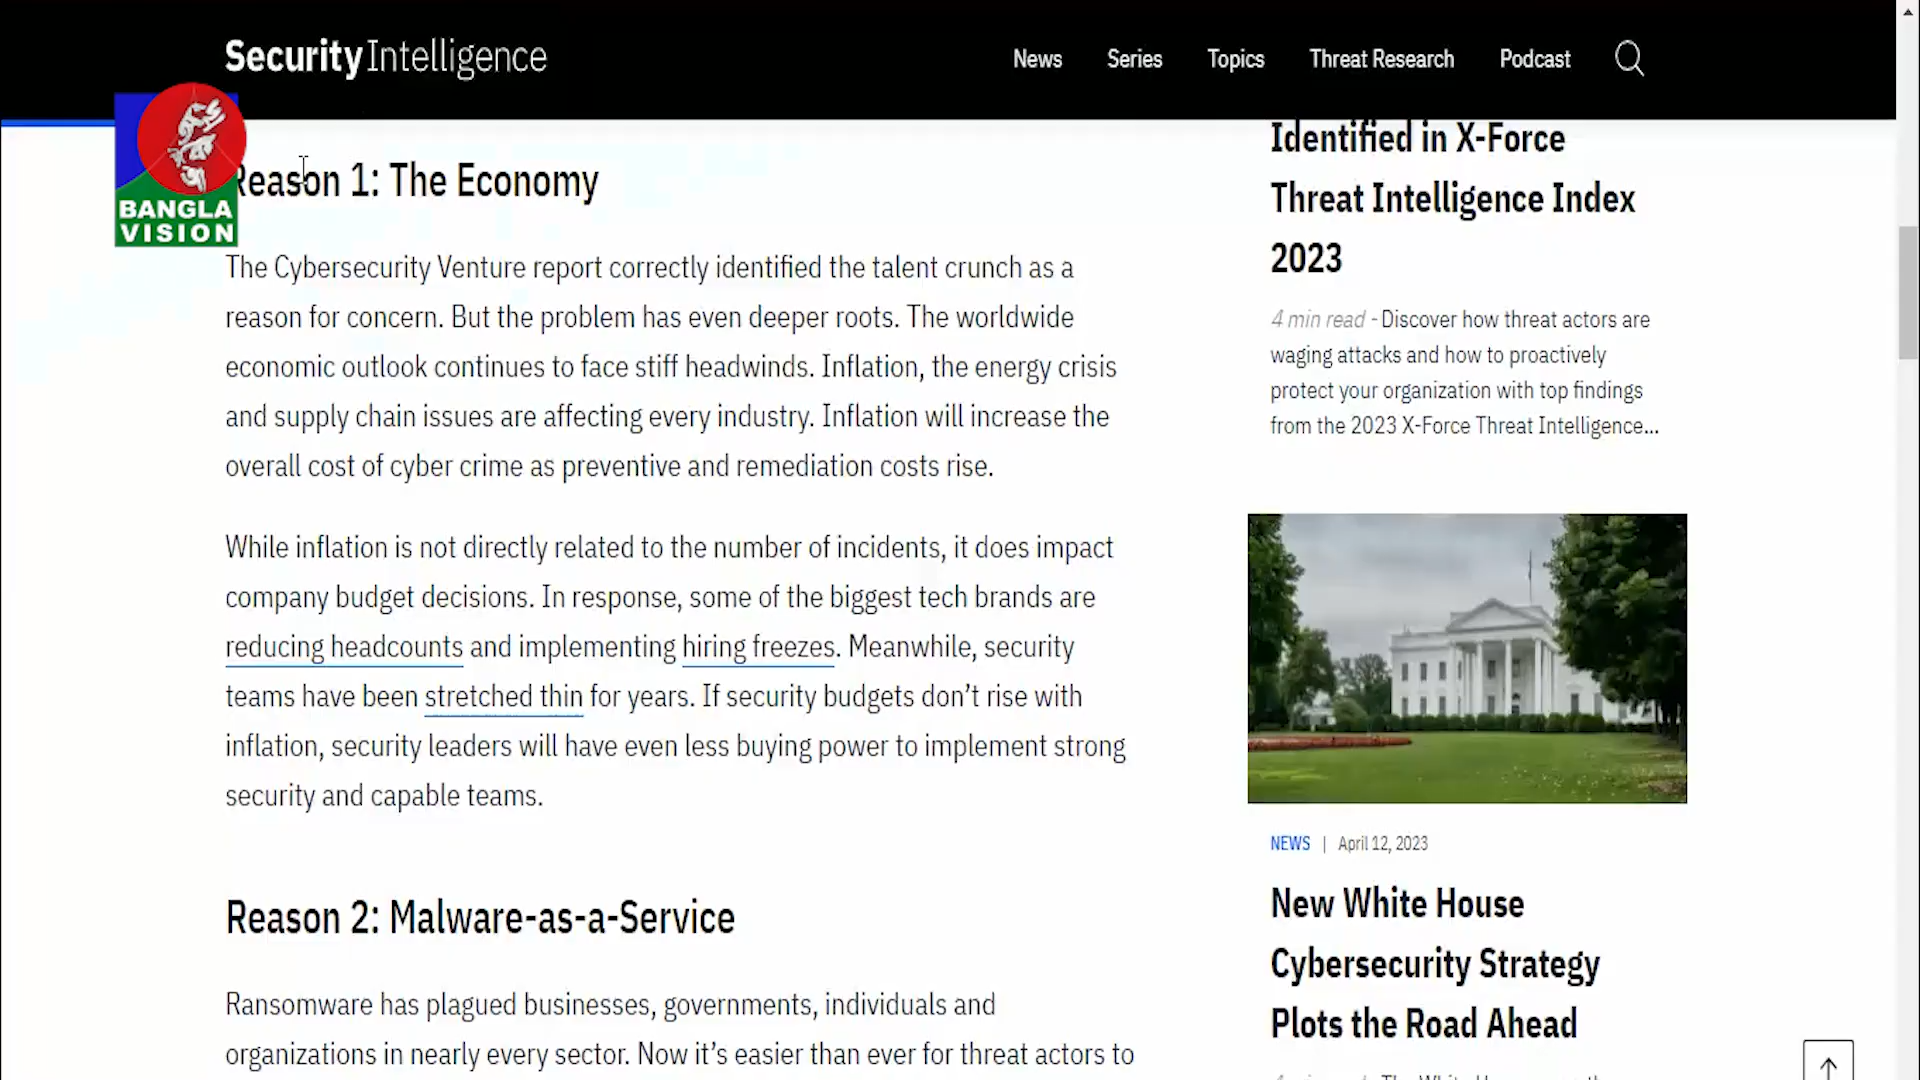 Security Intelligence
News
Series
Topics
Threat Research
Podcast
BANGLA
VISION
Reason 1: The Economy
The Cybersecurity Venture report correctly identified the talent crunch as a
reason for concern. But the problem has even deeper roots. The worldwide
economic outlook continues to face stiff headwinds. Inflation, the energy crisis
and supply chain issues are affecting every industry. Inflation will increase the
overall cost of cyber crime as preventive and remediation costs rise.
While inflation is not directly related to the number of incidents, it does impact
company budget decisions. In response, some of the biggest tech brands are
reducing headcounts and implementing hiring freezes. Meanwhile, security
teams have been stretched thin for years. If security budgets don’t rise with
inflation, security leaders will have even less buying power to implement strong
security and capable teams.
Reason 2: Malware-as-a-Service
Ransomware has plagued businesses, governments, individuals and
organizations in nearly every sector. Now it’s easier than ever for threat actors to
Identified in X-Force
Threat Intelligence Index
2023
4 min read - Discover how threat actors are
waging attacks and how to proactively
protect your organization with top findings
from the 2023 X-Force Threat Intelligence...
NEWS | April 12, 2023
New White House
Cybersecurity Strategy
Plots the Road Ahead